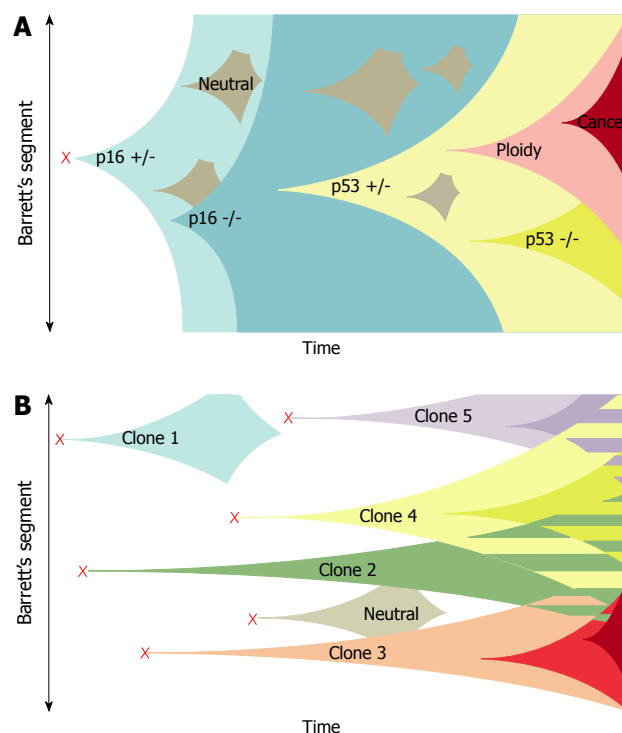 A
Neutral
Cance
p16 +/-
Ploidy
p53 +/-
p16 -/-
p53 -/-
Barrett's segment
Time
B
X
X Clone 5
X Clone 1
X Clone 4
X Clone 2
X Neutral
X Clone 3
Barrett's segment
Time